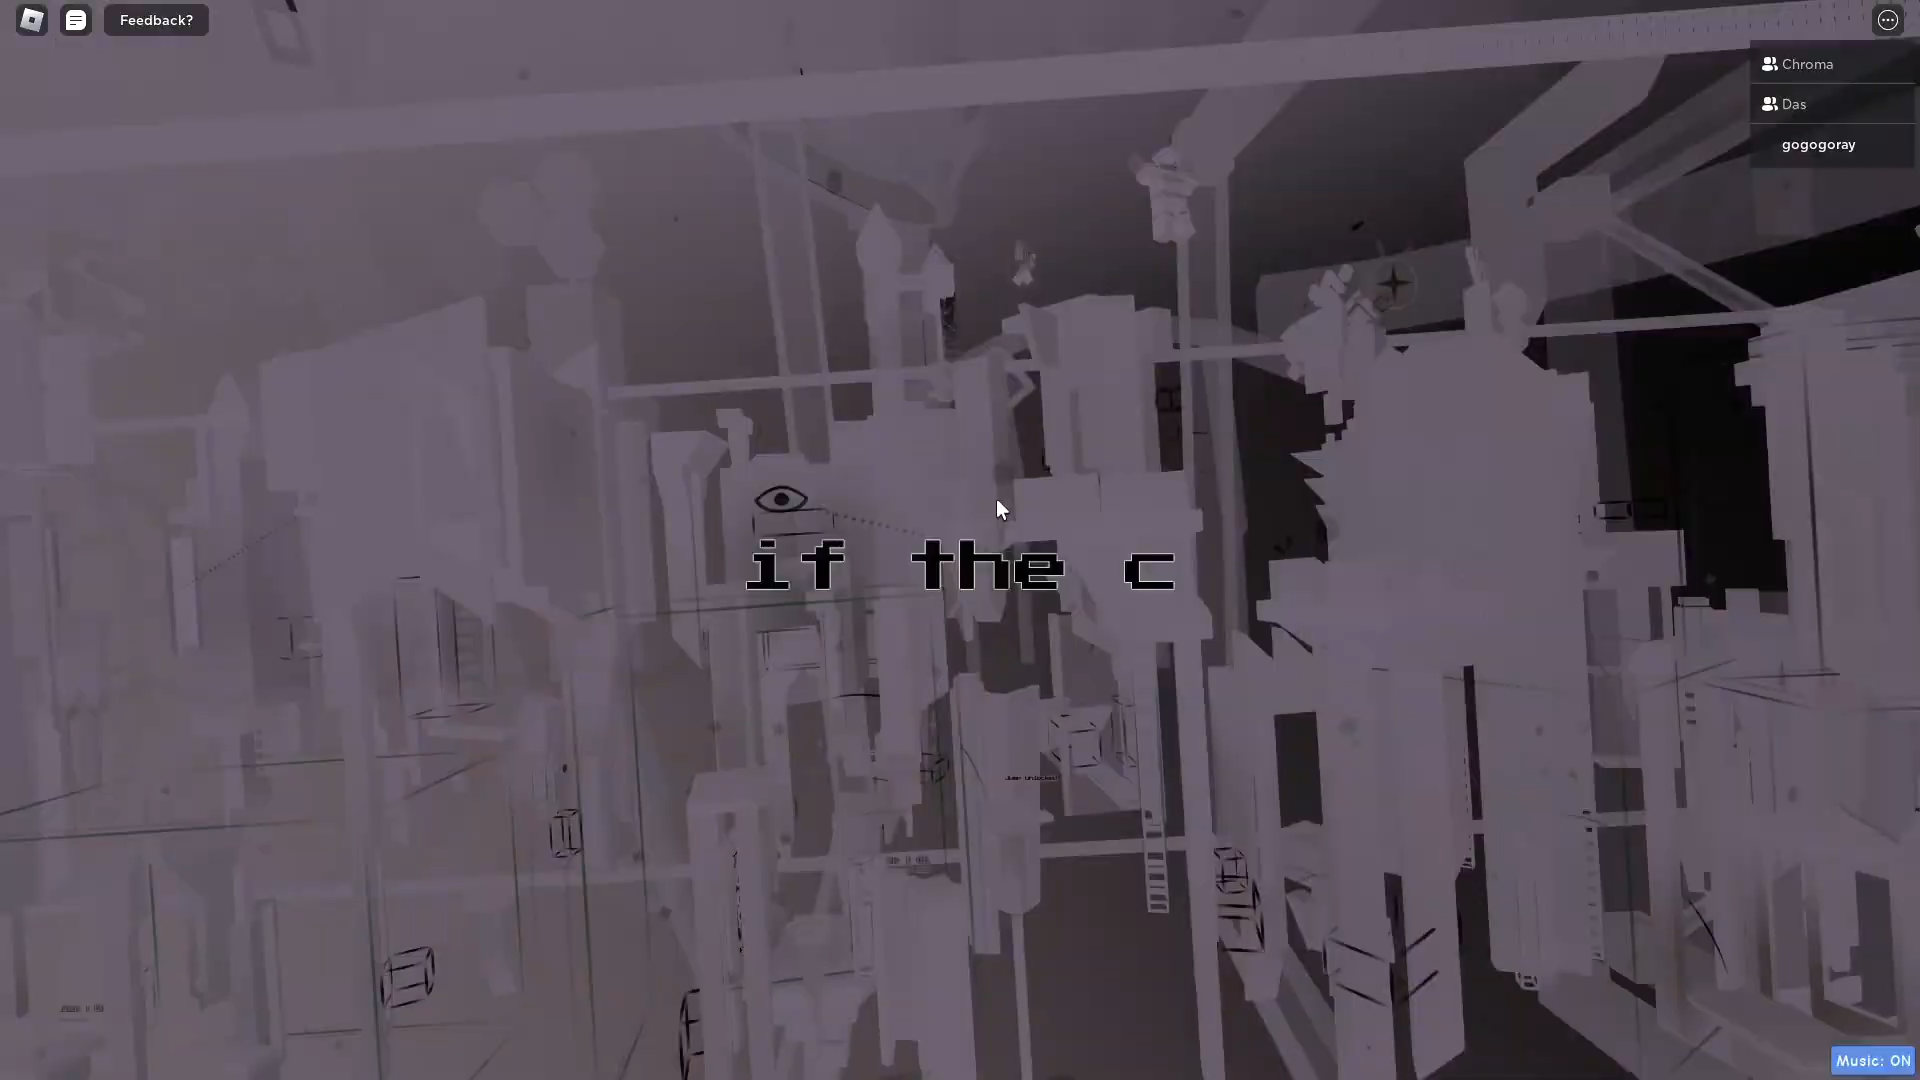 Feedback?
Chroma
Das
gogogoray
if the c
Music: ON